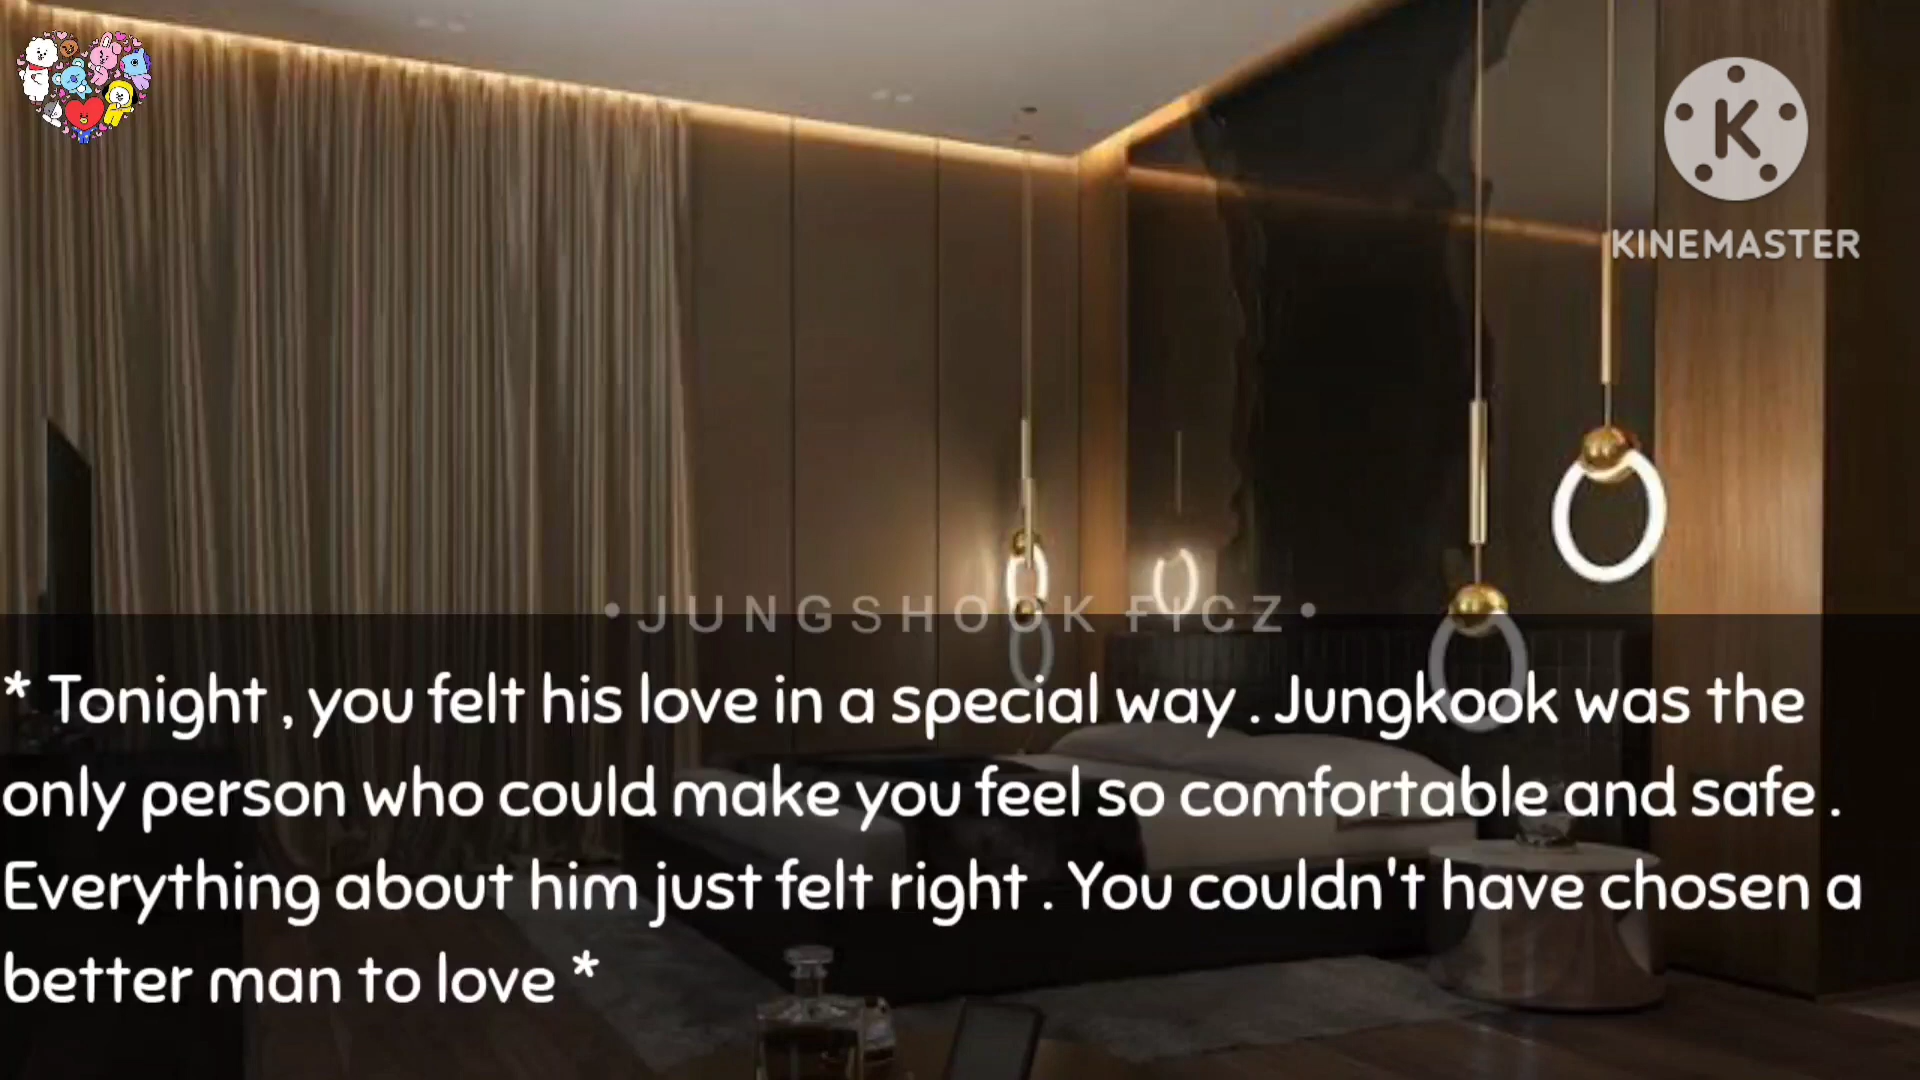 K
KINEMASTER
•JUNGSHOOK FICZ•
* Tonight , you felt his love in a special way . Jungkook was the
only person who could make you feel so comfortable and safe .
Everything about him just felt right . You couldn't have chosen a
better man to love *